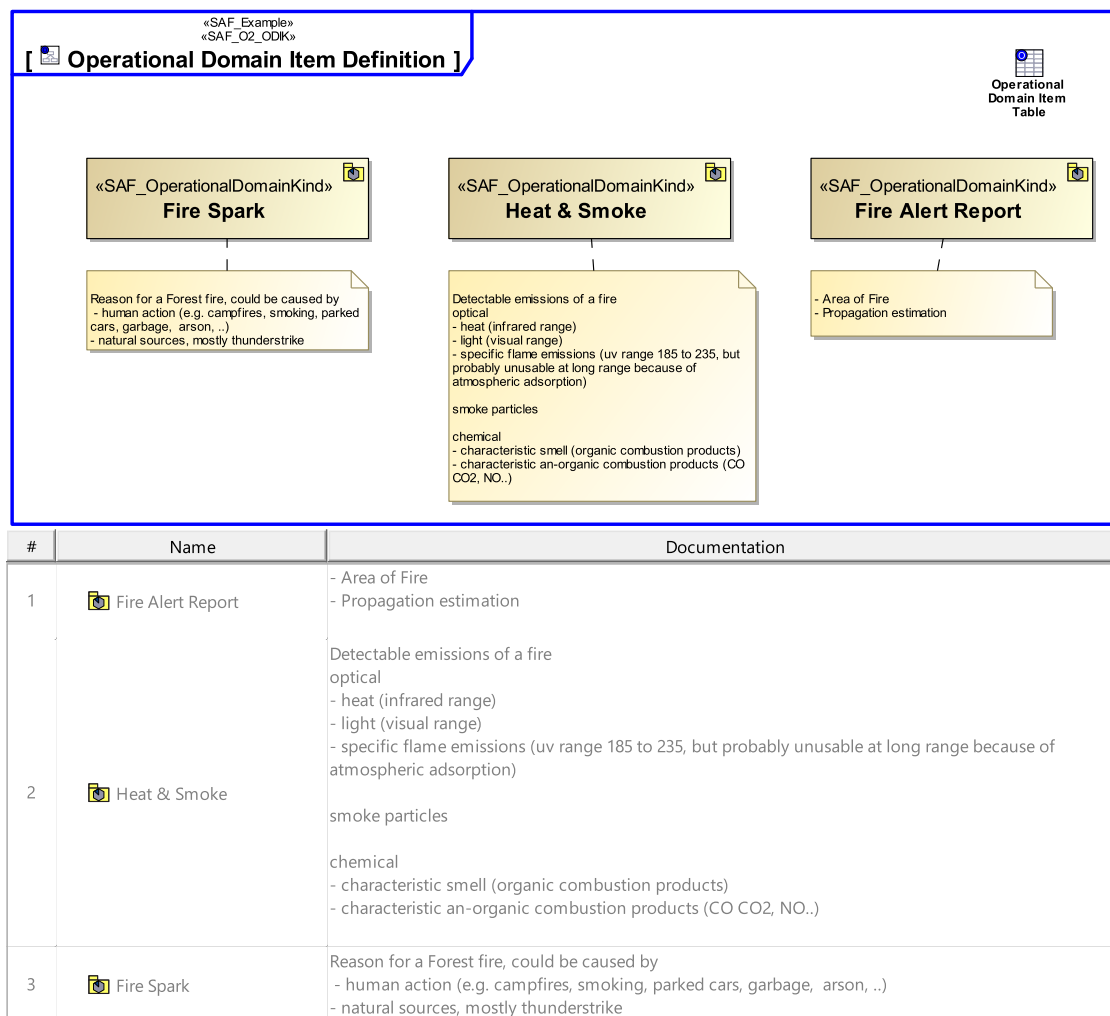 «SAF_Example»
«SAF_O2_ODIK»
[ Operational Domain Item Definition ]
Operational
Domain Item
Table
«SAF_OperationalDomainKind»
Fire Spark
«SAF_OperationalDomainKind»
Heat & Smoke
«SAF_OperationalDomainKind»
Fire Alert Report
Reason for a Forest fire, could be caused by
- human action (e.g. campfires, smoking, parked
cars, garbage,  arson, ..)
- natural sources, mostly thunderstrike
Detectable emissions of a fire
optical
- heat (infrared range)
- light (visual range)
- specific flame emissions (uv range 185 to 235, but
probably unusable at long range because of
atmospheric adsorption)
smoke particles
chemical
- characteristic smell (organic combustion products)
- characteristic an-organic combustion products (CO
CO2, NO..)
- Area of Fire
- Propagation estimation
# Name Documentation
1 Fire Alert Report
- Area of Fire
- Propagation estimation
2 Heat & Smoke
Detectable emissions of a fire
optical
- heat (infrared range)
- light (visual range)
- specific flame emissions (uv range 185 to 235, but probably unusable at long range because of
atmospheric adsorption)
smoke particles
chemical
- characteristic smell (organic combustion products)
- characteristic an-organic combustion products (CO CO2, NO..)
3 Fire Spark
Reason for a Forest fire, could be caused by
- human action (e.g. campfires, smoking, parked cars, garbage,  arson, ..)
- natural sources, mostly thunderstrike